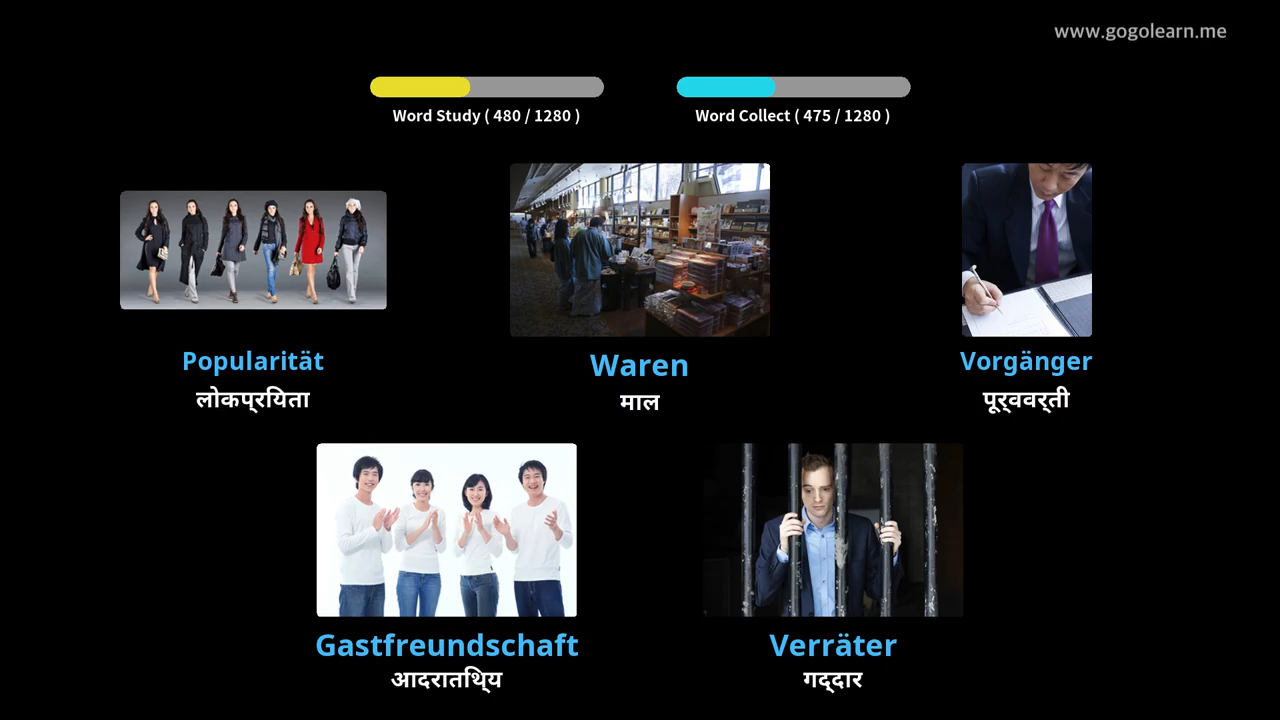 www.gogolearn.me
Word Study ( 480 / 1280 )
Word Collect ( 475 / 1280 )
Popularität
लोकप्रियता
Waren
माल
Vorgänger
पूर्ववर्ती
Gastfreundschaft
आदरातिथ्य
Verräter
गद्दार